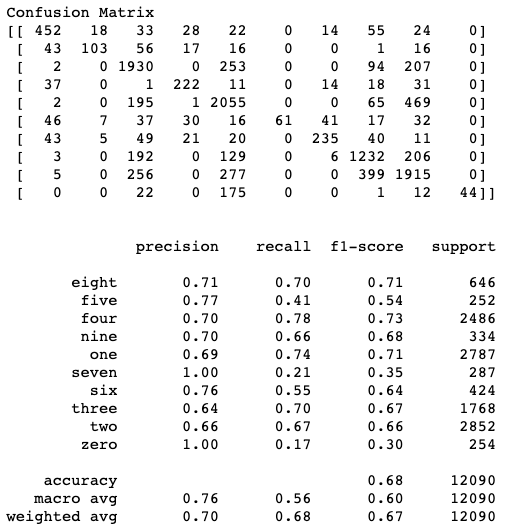 Confusion Matrix
[[ 452 18 33 28 22 0 14 55 24 0]
[ 43 103 56 17 16 0 0 1 16 0]
[ 2 0 1930 0 253 0 0 94 207 0]
[ 37 0 1 222 11 0 14 18 31 0]
[ 2 0 195 1 2055 0 0 65 469 0]
[ 46 7 37 30 16 61 41 17 32 0]
[ 43 5 49 21 20 0 235 40 11 0]
[ 3 0 192 0 129 0 6 1232 206 0]
[ 5 0 256 0 277 0 0 399 1915 0]
[ 0 0 22 0 175 0 0 1 12 44]]
precision recall f1-score support
eight 0.71 0.70 0.71 646
five 0.77 0.41 0.54 252
four 0.70 0.78 0.73 2486
nine 0.70 0.66 0.68 334
one 0.69 0.74 0.71 2787
seven 1.00 0.21 0.35 287
six 0.76 0.55 0.64 424
three 0.64 0.70 0.67 1768
two 0.66 0.67 0.66 2852
zero 1.00 0.17 0.30 254
accuracy 0.68 12090
macro avg 0.76 0.56 0.60 12090
weighted avg 0.70 0.68 0.67 12090